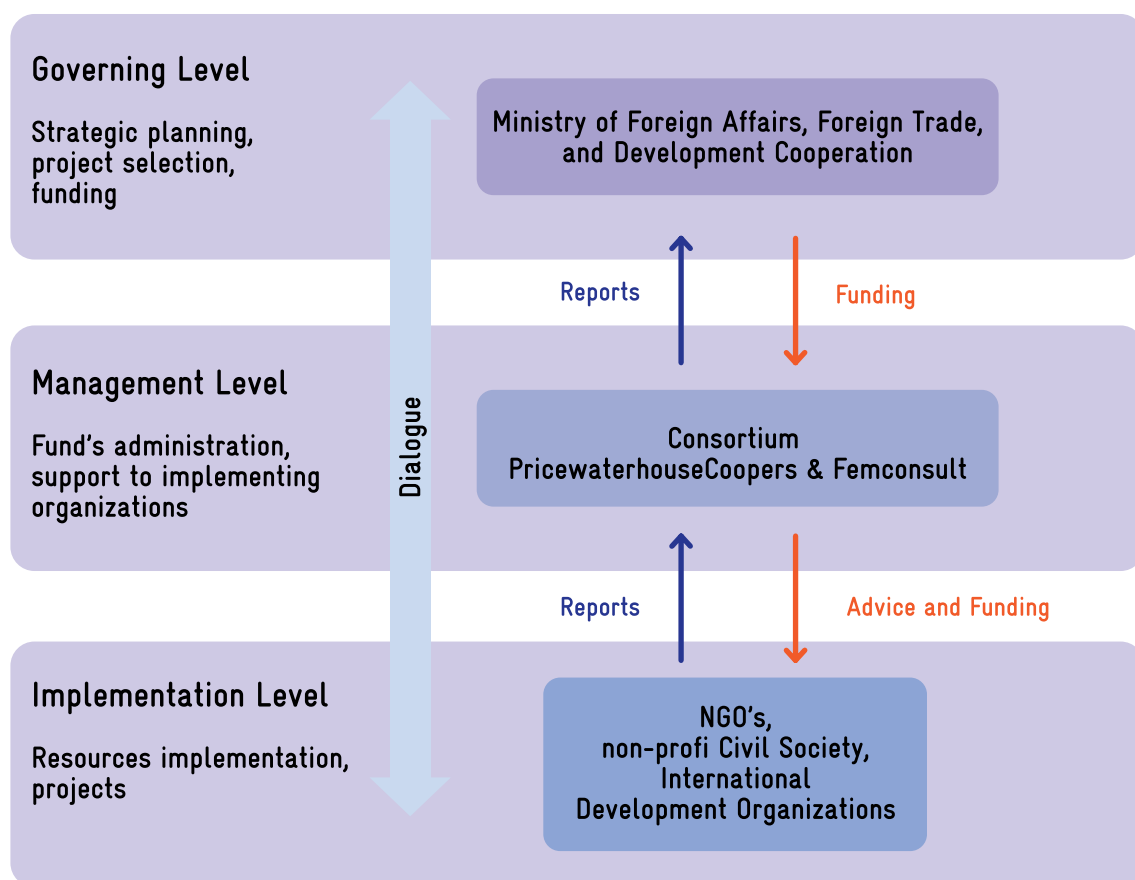 Governing Level
Strategic planning,
project selection,
funding
Ministry of Foreign Affairs, Foreign Trade,
and Development Cooperation
Reports
Funding
Management Level
Fund's administration,
support to implementing
organizations
Dialogue
Consortium
PricewaterhouseCoopers & Femconsult
Reports
Advice and Funding
Implementation Level
Resources implementation,
projects
NGO's,
non-profi Civil Society,
International
Development Organizations